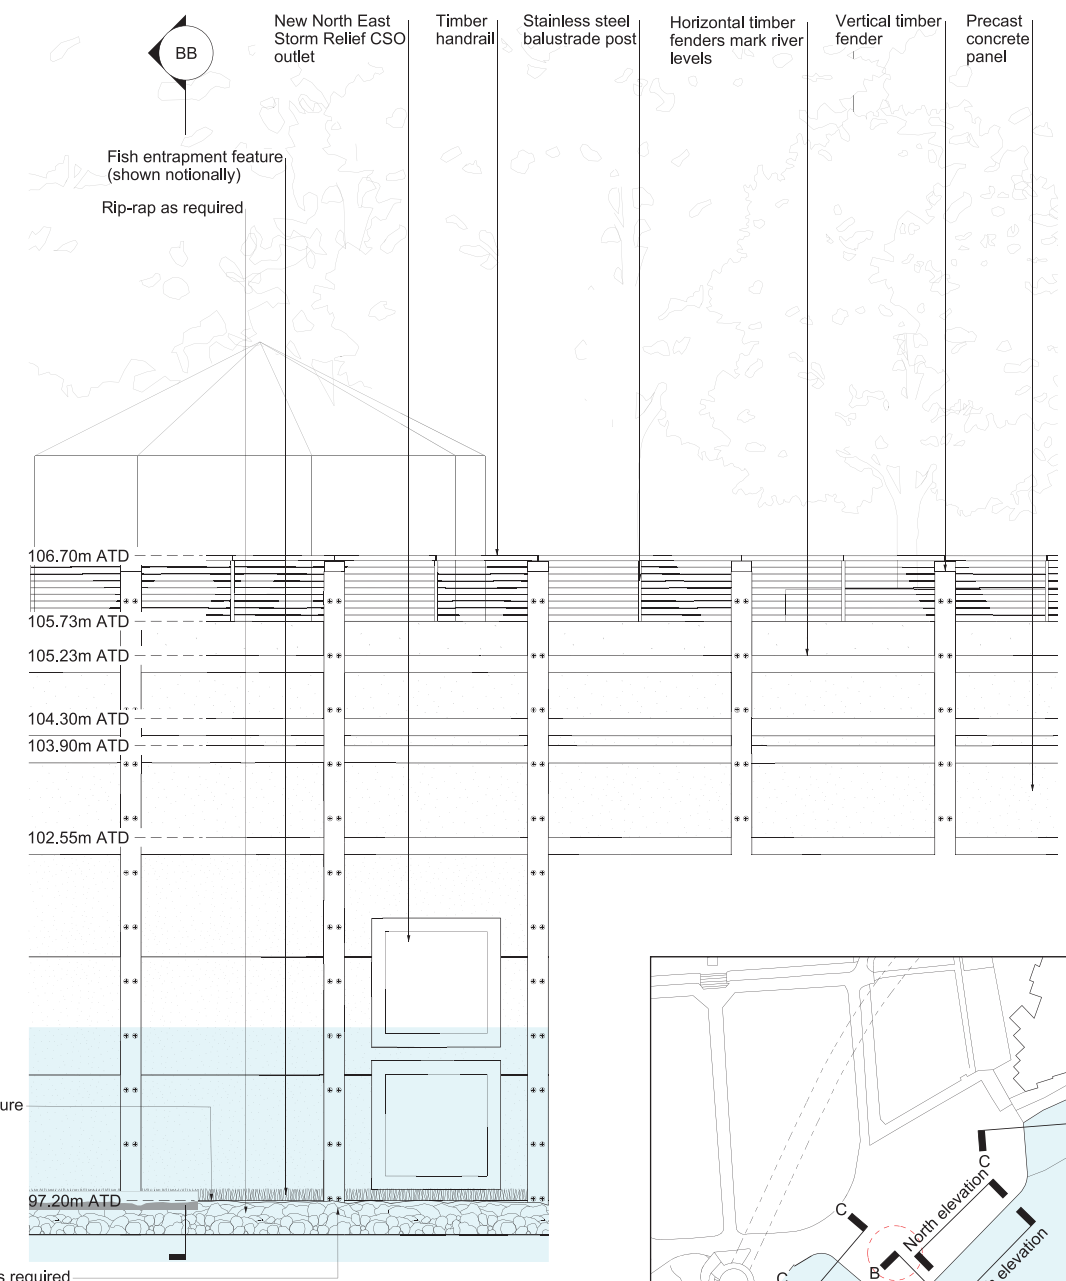 New North East
Storm Relief CSO
outlet
Timber
handrail
Stainless steel
balustrade post
Horizontal timber
fenders mark river
levels
Vertical timber
fender
Precast
concrete
panel
BB
Fish entrapment feature
(shown notionally)
Rip-rap as required
106.70m ATD
105.73m ATD
105.23m ATD
104.30m ATD
103.90m ATD
102.55m ATD
ure
97.20m ATD
s required
C
C
North elevation
elevation
B
C